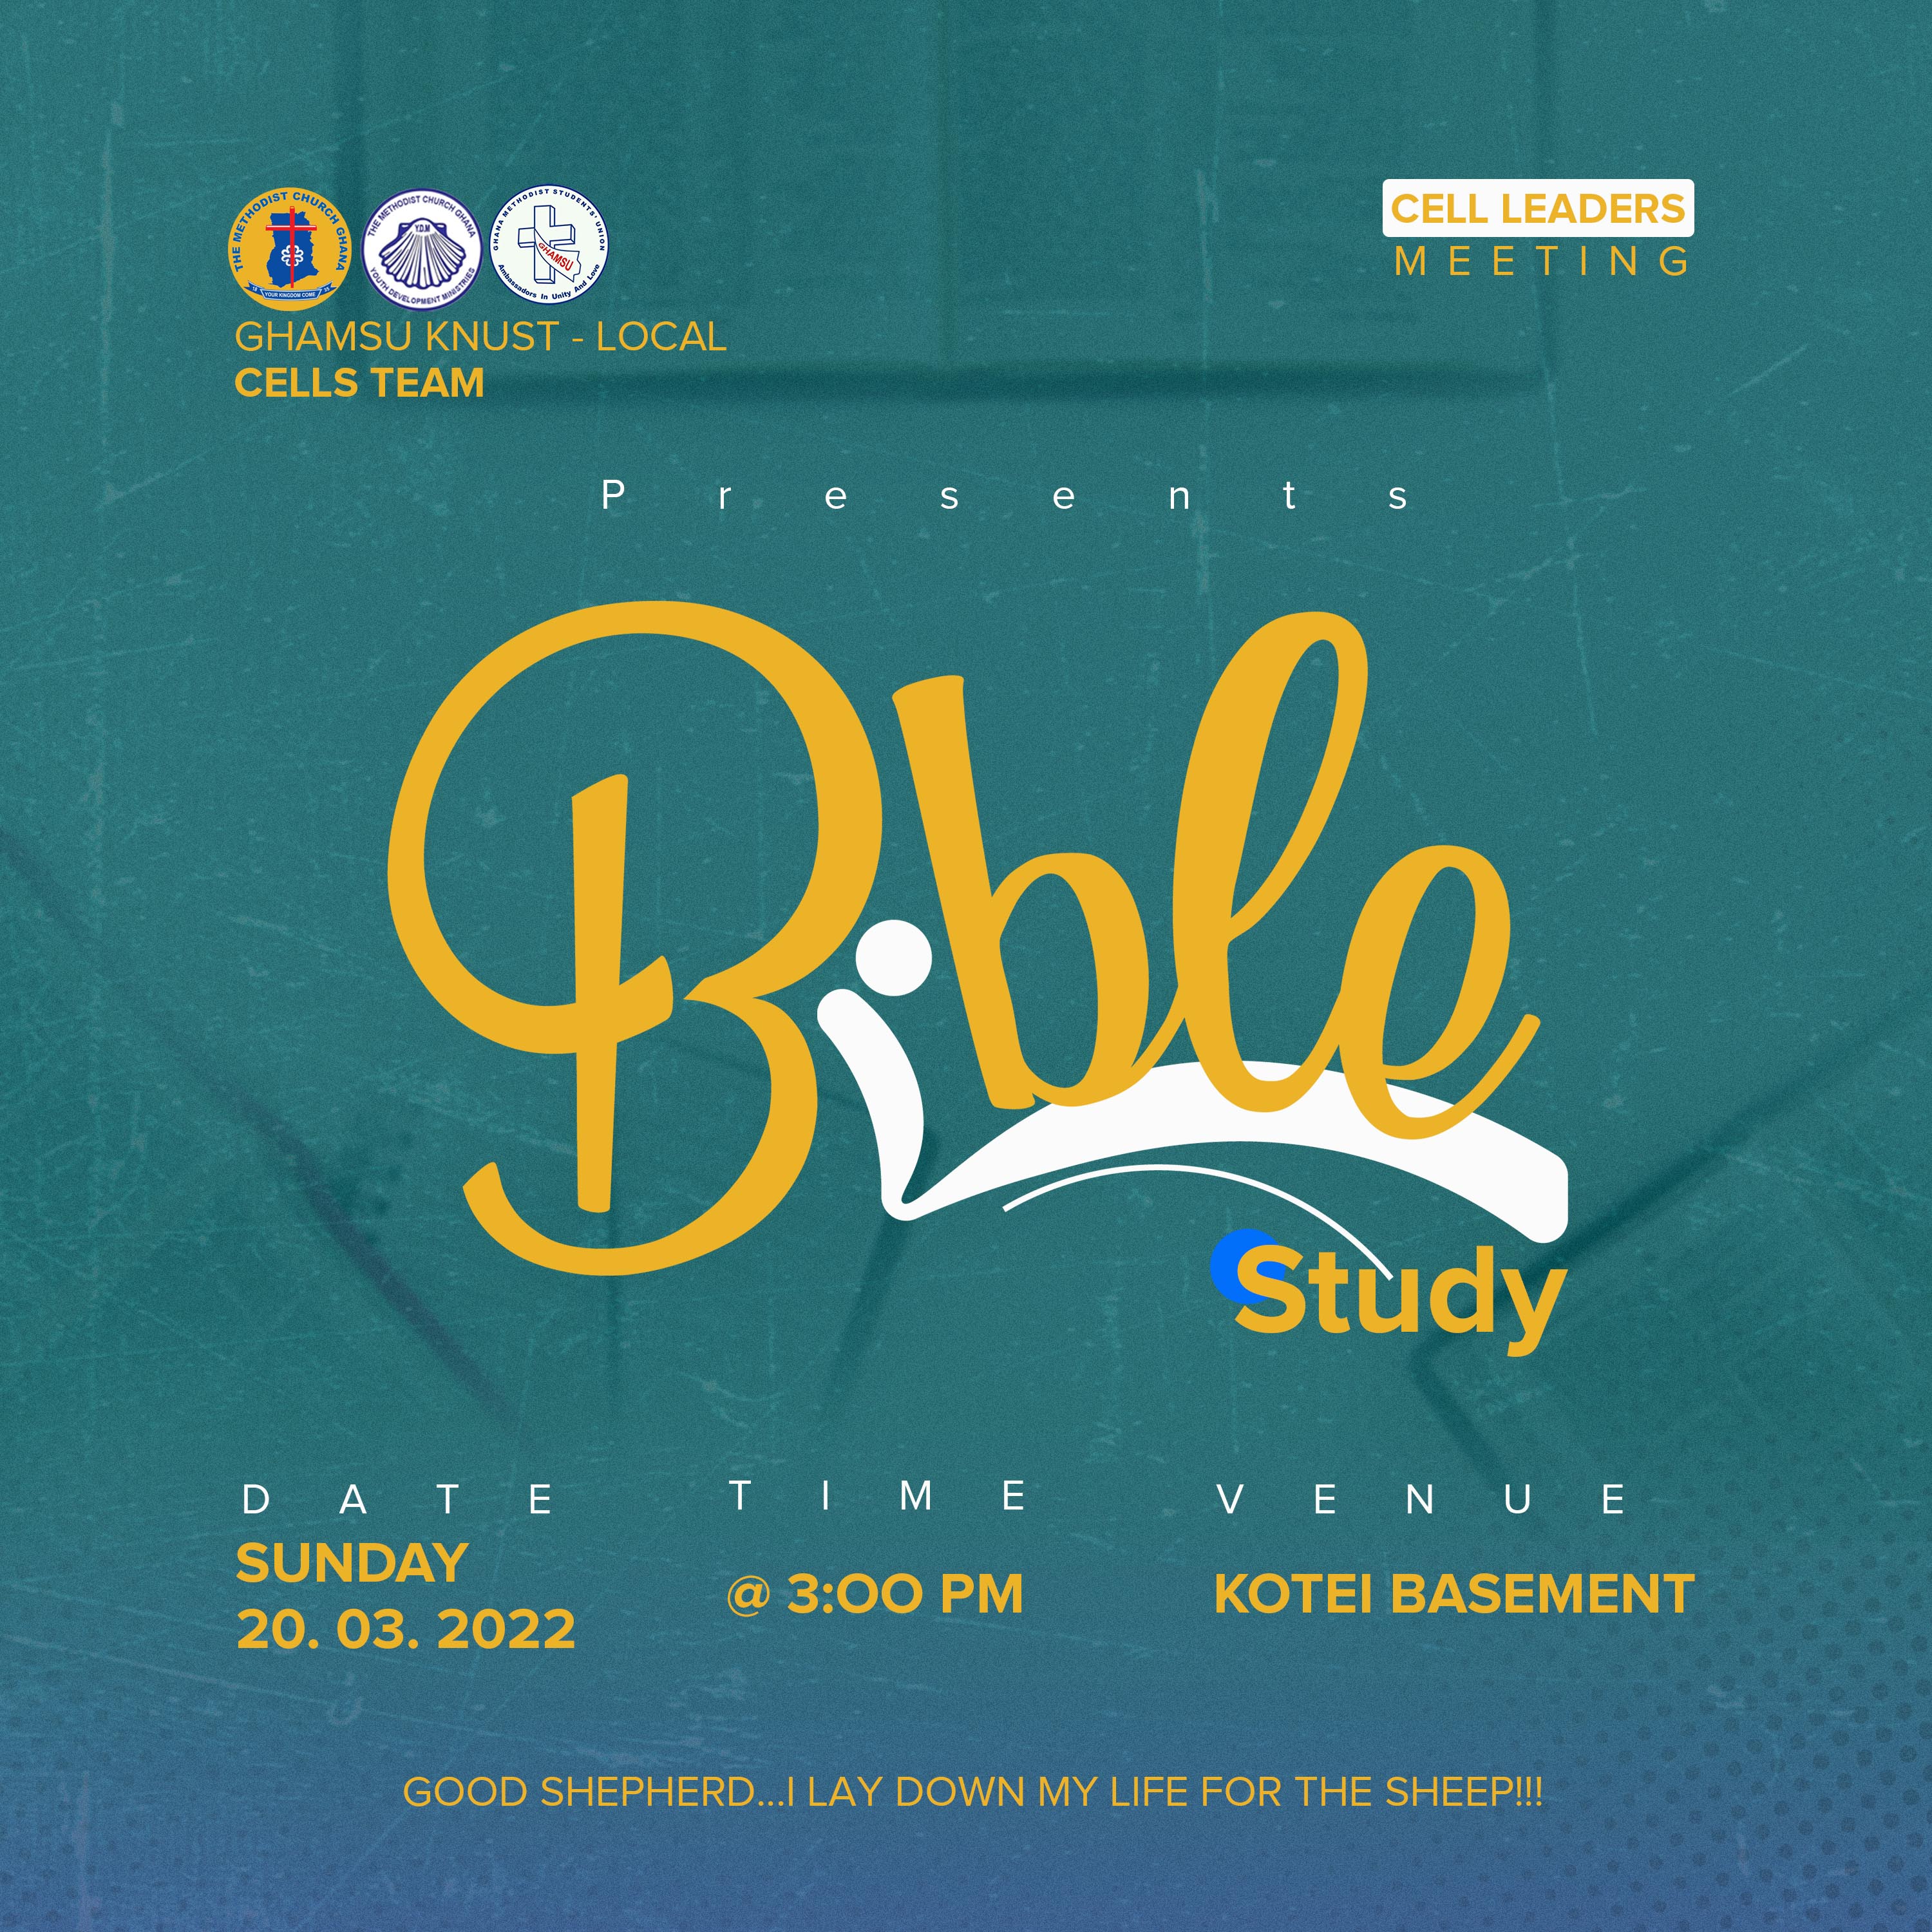 THE METHODIST CHURCH GHANA
YOUR KINGDOM COME
THE METHODIST CHURCH GHANA
Y.D.M
YOUTH DEVELOPMENT MINISTRIES
GHANA METHODIST STUDENTS' UNION
GHAMSU
Ambassadors In Unity And Love
CELL LEADERS
MEETING
GHAMSU KNUST - LOCAL
CELLS TEAM
Presents
Bible
Study
DATE
SUNDAY
20. 03. 2022
TIME
@ 3:OO PM
VENUE
KOTEI BASEMENT
GOOD SHEPHERD...I LAY DOWN MY LIFE FOR THE SHEEP!!!